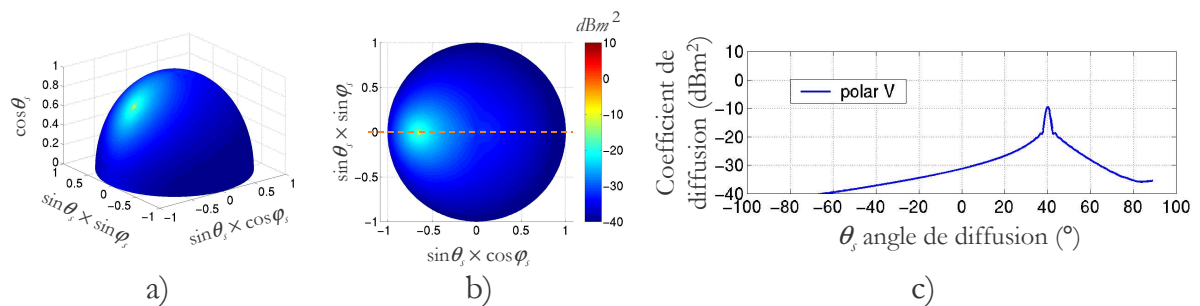 dBm²
1
0.8
0.6
0.4
0.2
0
cosθs
1
0.5
0
−0.5
−1
−1
−0.5
0
0.5
1
sinθs × sinφs
sinθs × cosφs
a)
1
0.5
0
−0.5
−1
−1
−0.5
0
0.5
1
sinθs × sinφs
sinθs × cosφs
10
0
−10
−20
−30
−40
b)
Coefficient de
diffusion (dBm²)
10
0
−10
−20
−30
−40
polar V
−100 −80 −60 −40 −20 0 20 40 60 80 100
θs angle de diffusion (°)
c)